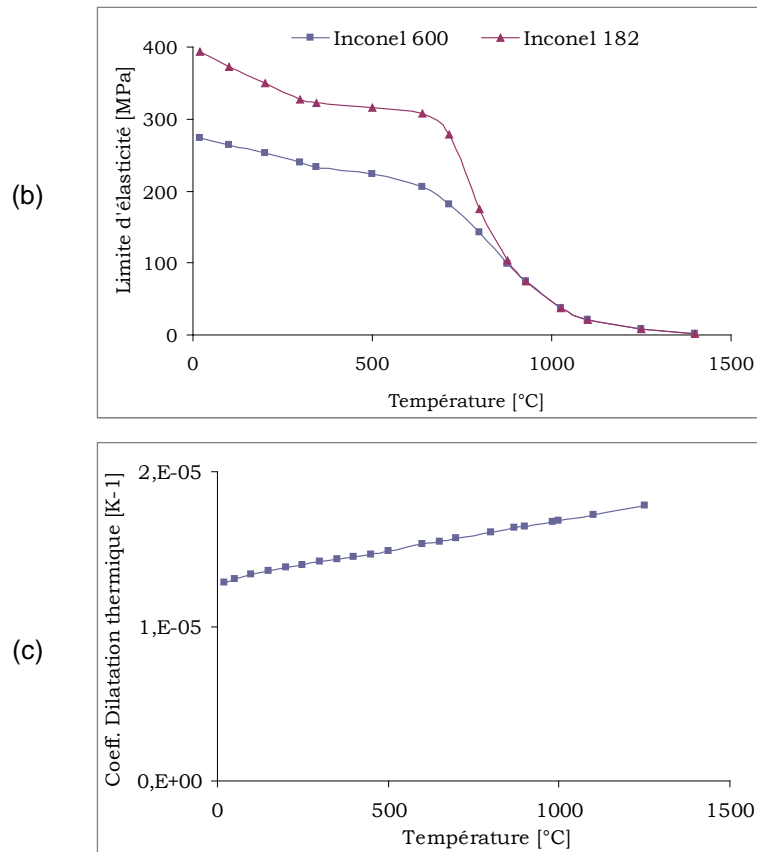 Inconel 600 Inconel 182
400
300
200
100
0
Limite d'élasticité [MPa]
(b)
0 500 1000 1500
Température [°C]
2,E-05
1,E-05
0,E+00
Coeff. Dilatation thermique [K-1]
(c)
0 500 1000 1500
Température [°C]